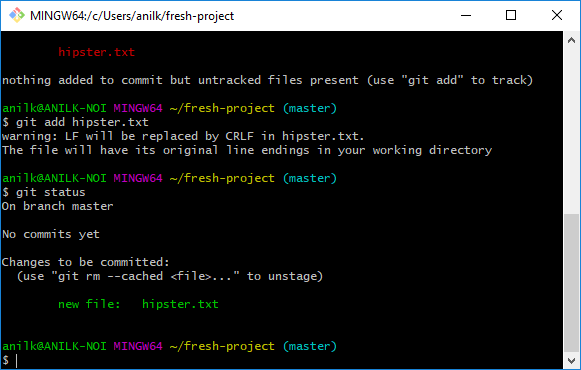 MINGW64:/c/Users/anilk/fresh-project
hipster.txt
nothing added to commit but untracked files present (use "git add" to track)
anilk@ANILK-NOI MINGW64 ~/fresh-project (master)
$ git add hipster.txt
warning: LF will be replaced by CRLF in hipster.txt.
The file will have its original line endings in your working directory
anilk@ANILK-NOI MINGW64 ~/fresh-project (master)
$ git status
On branch master
No commits yet
Changes to be committed:
  (use "git rm --cached <file>..." to unstage)
        new file:   hipster.txt
anilk@ANILK-NOI MINGW64 ~/fresh-project (master)
$